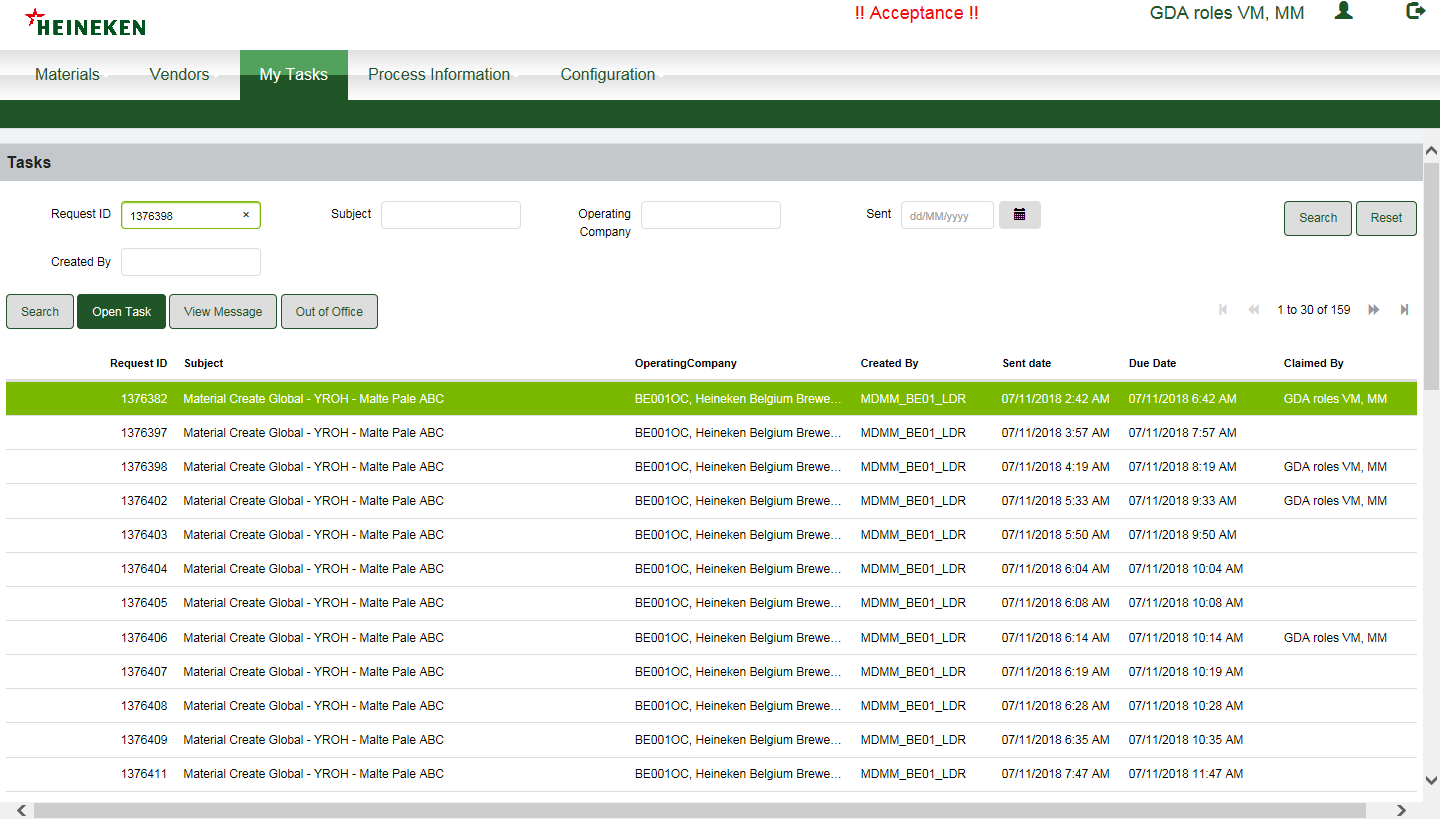 HEINEKEN
!! Acceptance !!
GDA roles VM, MM
Materials Vendors My Tasks Process Information Configuration
Tasks
Request ID 1376398 × Subject Operating Company Sent dd/MM/yyyy Search Reset
Created By
Search Open Task View Message Out of Office 1 to 30 of 159
Request ID Subject OperatingCompany Created By Sent date Due Date Claimed By
1376382 Material Create Global - YROH - Malte Pale ABC BE001OC, Heineken Belgium Brewe... MDMM_BE01_LDR 07/11/2018 2:42 AM 07/11/2018 6:42 AM GDA roles VM, MM
1376397 Material Create Global - YROH - Malte Pale ABC BE001OC, Heineken Belgium Brewe... MDMM_BE01_LDR 07/11/2018 3:57 AM 07/11/2018 7:57 AM
1376398 Material Create Global - YROH - Malte Pale ABC BE001OC, Heineken Belgium Brewe... MDMM_BE01_LDR 07/11/2018 4:19 AM 07/11/2018 8:19 AM GDA roles VM, MM
1376402 Material Create Global - YROH - Malte Pale ABC BE001OC, Heineken Belgium Brewe... MDMM_BE01_LDR 07/11/2018 5:33 AM 07/11/2018 9:33 AM GDA roles VM, MM
1376403 Material Create Global - YROH - Malte Pale ABC BE001OC, Heineken Belgium Brewe... MDMM_BE01_LDR 07/11/2018 5:50 AM 07/11/2018 9:50 AM
1376404 Material Create Global - YROH - Malte Pale ABC BE001OC, Heineken Belgium Brewe... MDMM_BE01_LDR 07/11/2018 6:04 AM 07/11/2018 10:04 AM
1376405 Material Create Global - YROH - Malte Pale ABC BE001OC, Heineken Belgium Brewe... MDMM_BE01_LDR 07/11/2018 6:08 AM 07/11/2018 10:08 AM
1376406 Material Create Global - YROH - Malte Pale ABC BE001OC, Heineken Belgium Brewe... MDMM_BE01_LDR 07/11/2018 6:14 AM 07/11/2018 10:14 AM GDA roles VM, MM
1376407 Material Create Global - YROH - Malte Pale ABC BE001OC, Heineken Belgium Brewe... MDMM_BE01_LDR 07/11/2018 6:19 AM 07/11/2018 10:19 AM
1376408 Material Create Global - YROH - Malte Pale ABC BE001OC, Heineken Belgium Brewe... MDMM_BE01_LDR 07/11/2018 6:28 AM 07/11/2018 10:28 AM
1376409 Material Create Global - YROH - Malte Pale ABC BE001OC, Heineken Belgium Brewe... MDMM_BE01_LDR 07/11/2018 6:35 AM 07/11/2018 10:35 AM
1376411 Material Create Global - YROH - Malte Pale ABC BE001OC, Heineken Belgium Brewe... MDMM_BE01_LDR 07/11/2018 7:47 AM 07/11/2018 11:47 AM